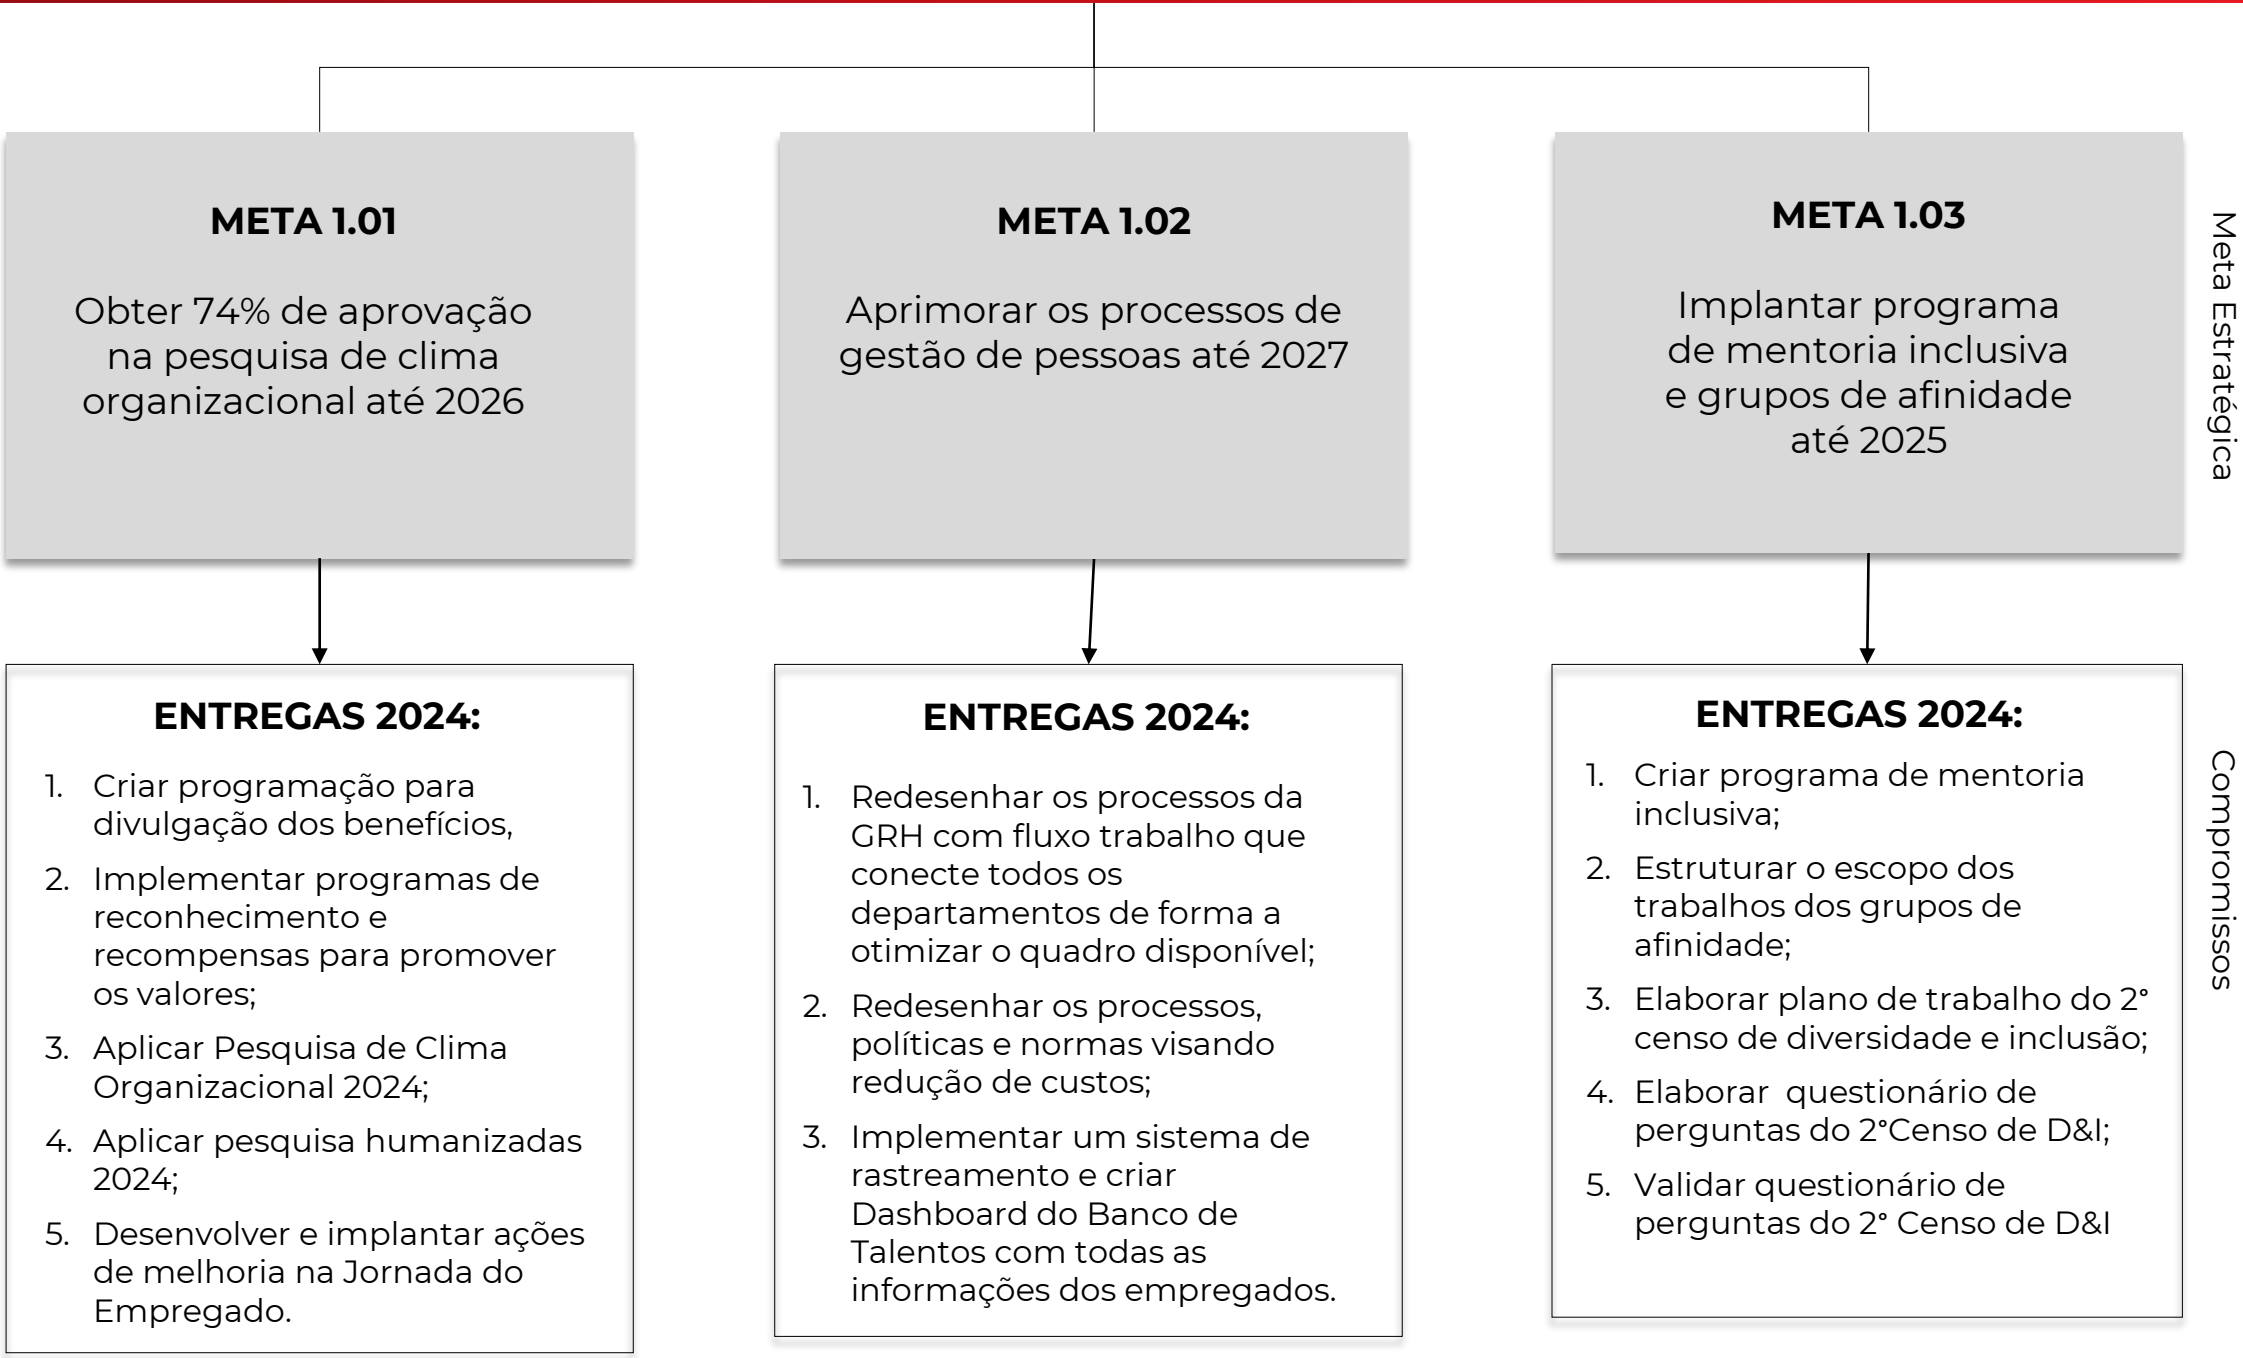 META 1.01
Obter 74% de aprovação
na pesquisa de clima
organizacional até 2026
META 1.02
Aprimorar os processos de
gestão de pessoas até 2027
META 1.03
Implantar programa
de mentoria inclusiva
e grupos de afinidade
até 2025
Meta Estratégica
ENTREGAS 2024:
1. Criar programação para
divulgação dos benefícios,
2. Implementar programas de
reconhecimento e
recompensas para promover
os valores;
3. Aplicar Pesquisa de Clima
Organizacional 2024;
4. Aplicar pesquisa humanizadas
2024;
5. Desenvolver e implantar ações
de melhoria na Jornada do
Empregado.
ENTREGAS 2024:
1. Redesenhar os processos da
GRH com fluxo trabalho que
conecte todos os
departamentos de forma a
otimizar o quadro disponível;
2. Redesenhar os processos,
políticas e normas visando
redução de custos;
3. Implementar um sistema de
rastreamento e criar
Dashboard do Banco de
Talentos com todas as
informações dos empregados.
ENTREGAS 2024:
1. Criar programa de mentoria
inclusiva;
2. Estruturar o escopo dos
trabalhos dos grupos de
afinidade;
3. Elaborar plano de trabalho do 2°
censo de diversidade e inclusão;
4. Elaborar  questionário de
perguntas do 2°Censo de D&I;
5. Validar questionário de
perguntas do 2° Censo de D&I
Compromissos